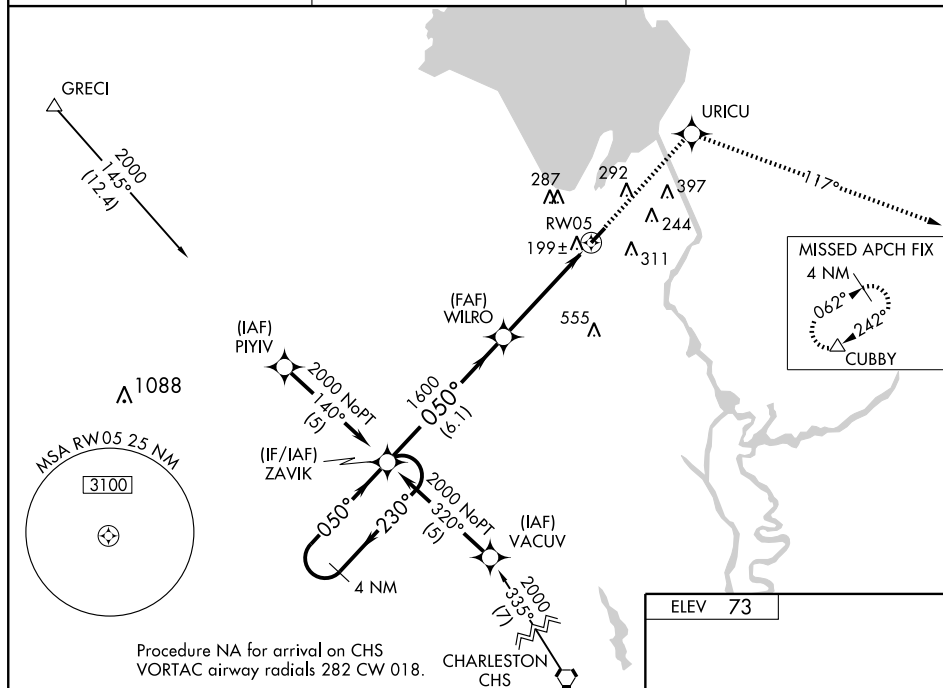 GRECI
2000
145°
(12.4)
URICU
117°
287
292
397
244
RW05
199±
311
MISSED APCH FIX
4 NM
062°
242°
CUBBY
(FAF)
WILRO
555
(IAF)
PIYIV
2000 NoPT
140°
(5)
1600
050°
(6.1)
1088
MSA RW05 25 NM
3100
(IF/IAF)
ZAVIK
2000 NoPT
320°
(5)
(IAF)
VACUV
050°
230°
4 NM
2000
335°
(7)
ELEV 73
Procedure NA for arrival on CHS
VORTAC airway radials 282 CW 018.
CHARLESTON
CHS